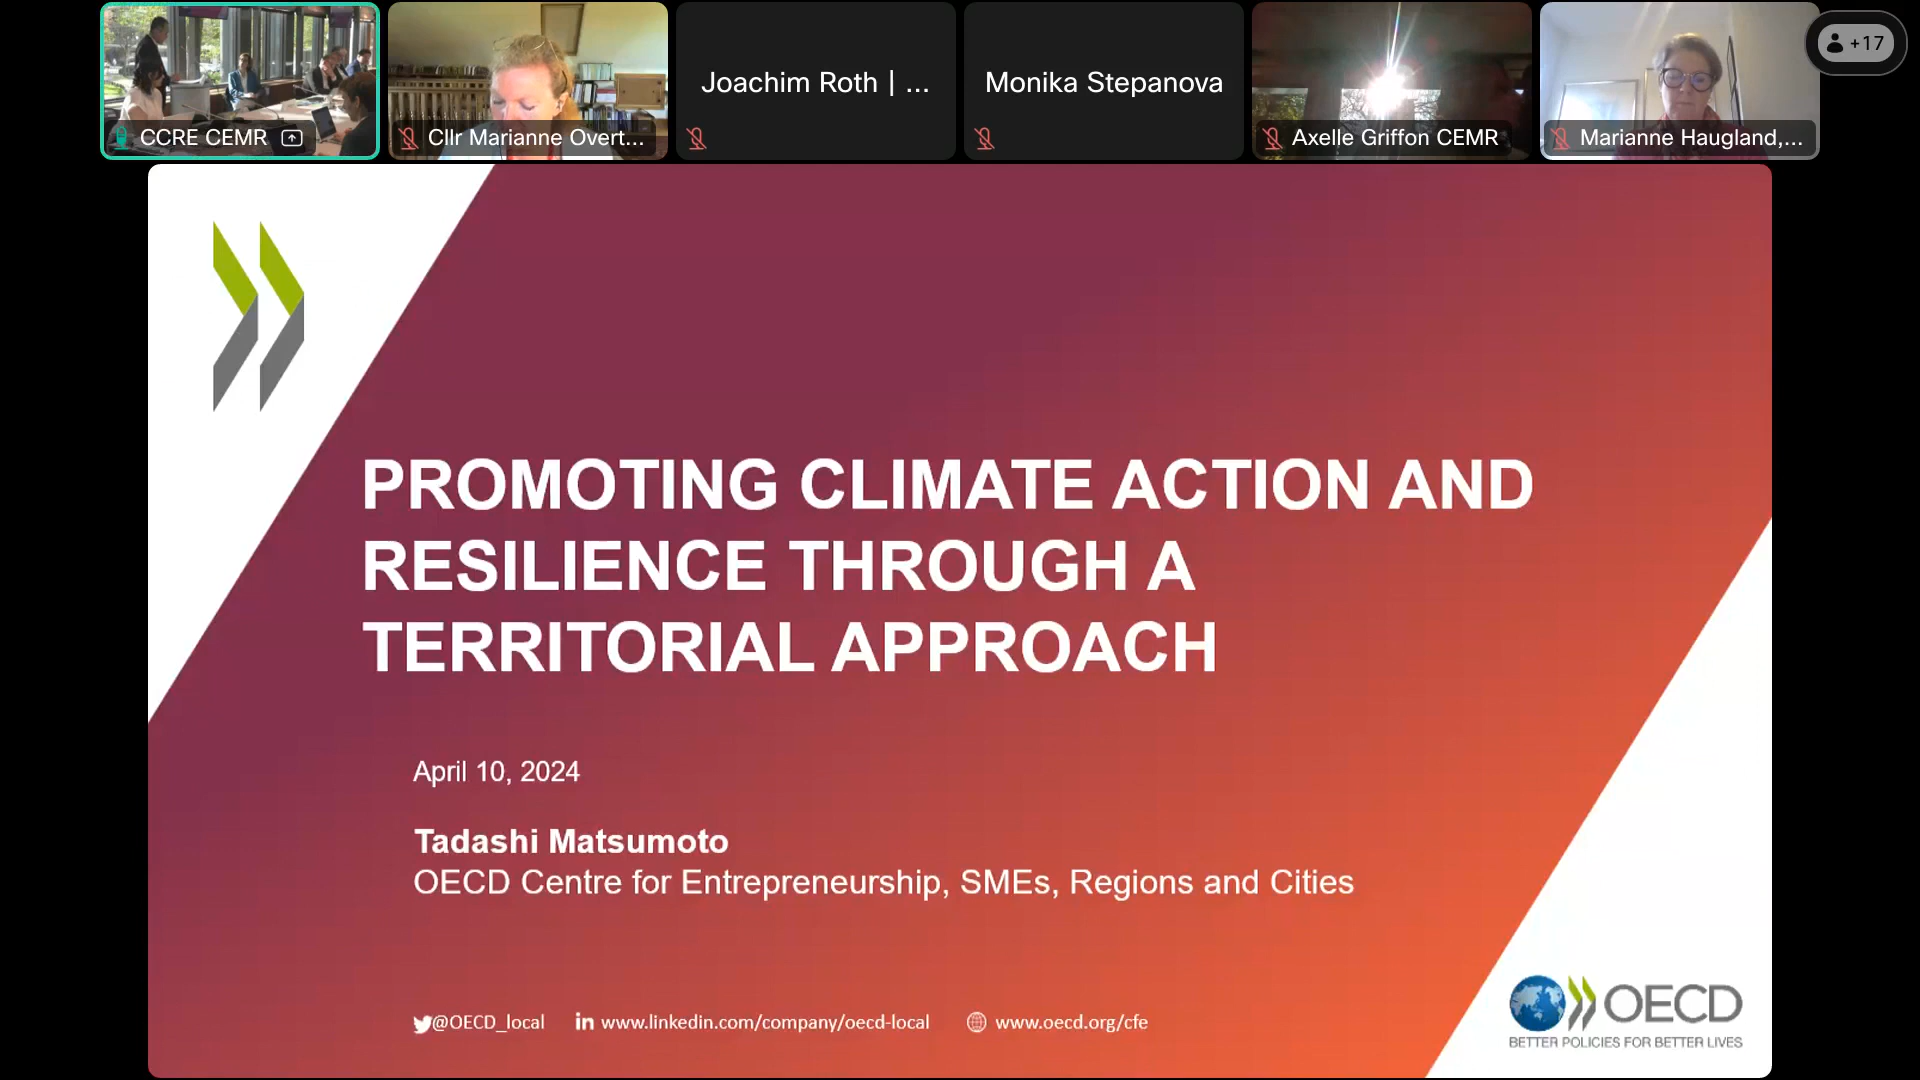 CCRE CEMR
Cllr Marianne Overt...
Joachim Roth | ...
Monika Stepanova
Axelle Griffon CEMR
Marianne Haugland,...
+17
PROMOTING CLIMATE ACTION AND
RESILIENCE THROUGH A
TERRITORIAL APPROACH
April 10, 2024
Tadashi Matsumoto
OECD Centre for Entrepreneurship, SMEs, Regions and Cities
@OECD_local
in www.linkedin.com/company/oecd-local
www.oecd.org/cfe
OECD
BETTER POLICIES FOR BETTER LIVES